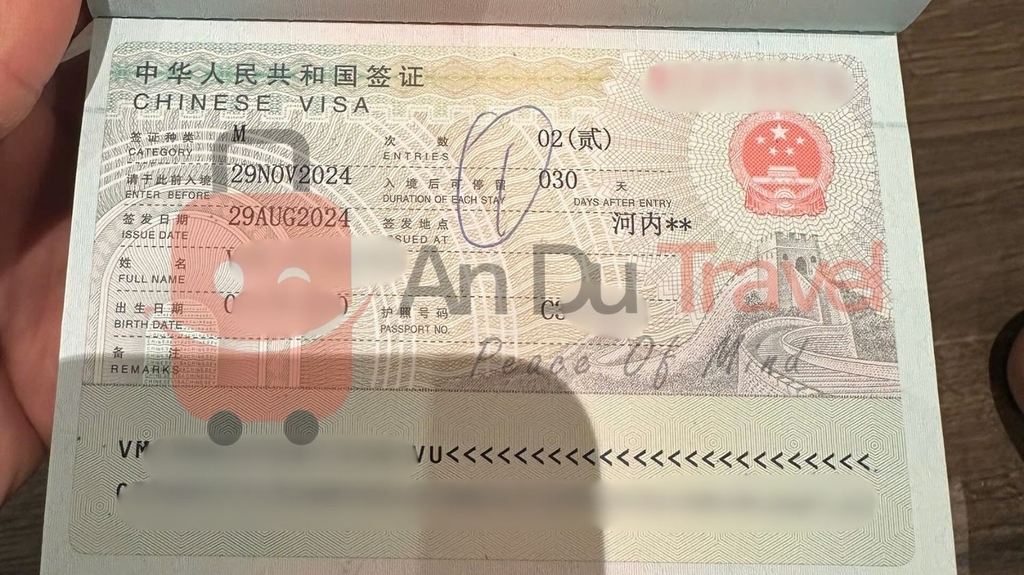 中华人民共和国签证
CHINESE VISA
签证种类 M 次数 02(贰)
CATEGORY ENTRIES
请于此前入境 29NOV2024 入境后可停留 030 天
ENTER BEFORE DURATION OF EACH STAY DAYS AFTER ENTRY
签发日期 29AUG2024 签发地点 河内**
ISSUE DATE ISSUED AT
姓名
FULL NAME
An Du Travel
出生日期 护照号码
BIRTH DATE PASSPORT NO.
Peace Of Mind
备注
REMARKS
VM VU<<<<<<<<<<<<<<<<<<<<<<<<<